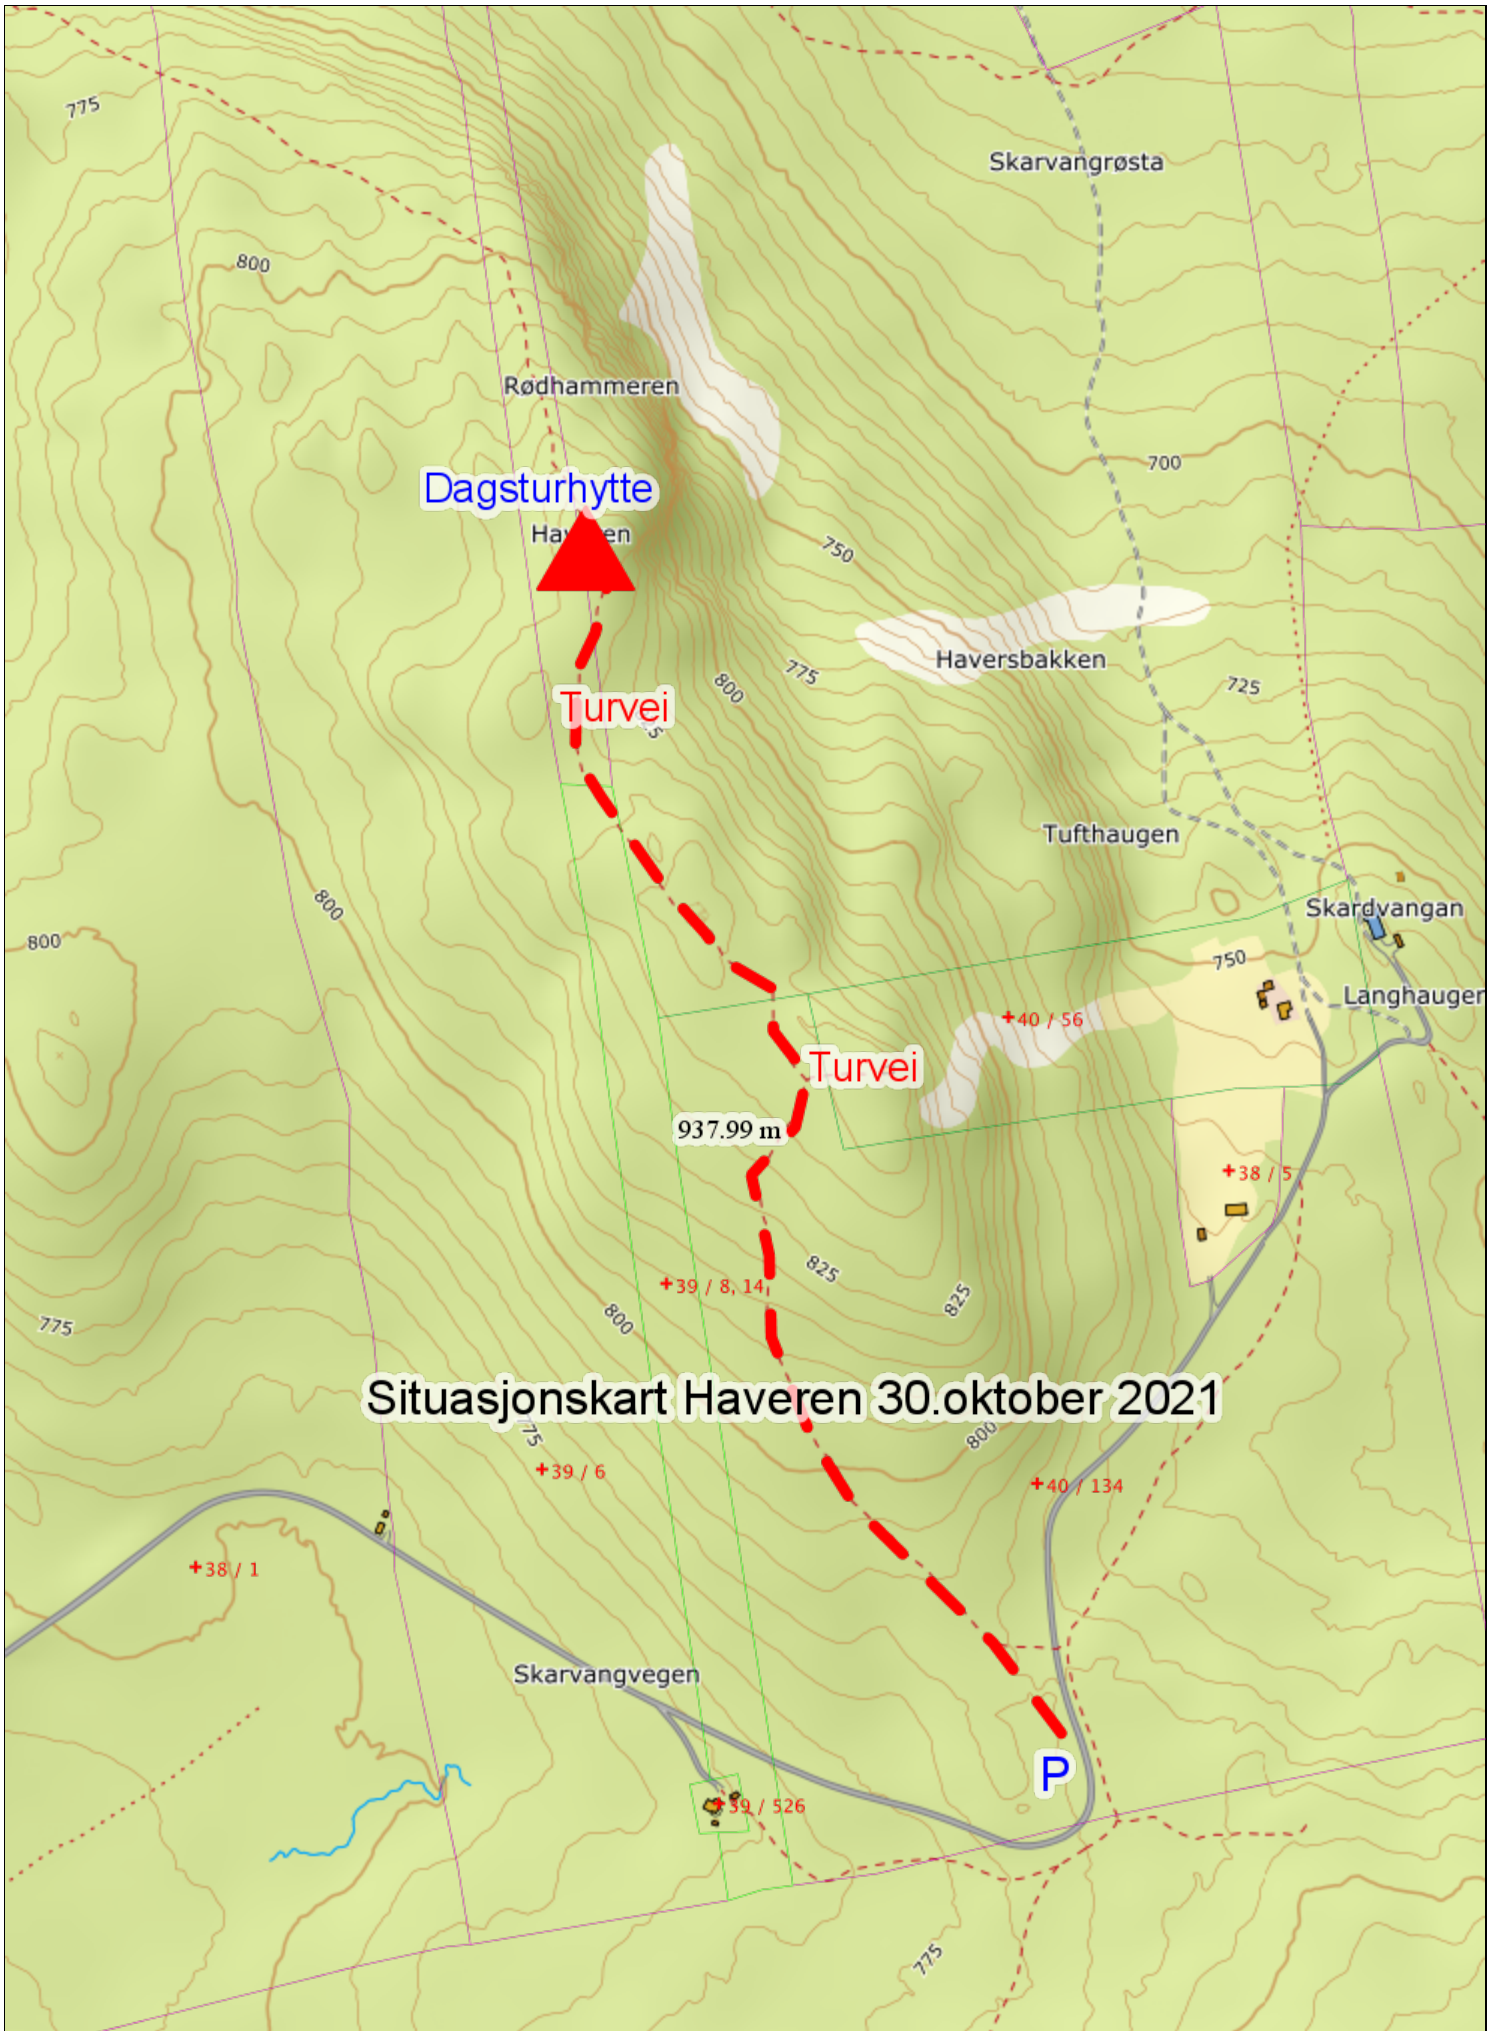 775
Skarvangrøsta
800
Rødhammeren
700
Dagsturhytte
750
Haversbakken
775
725
800
Turvei
Tufthaugen
800
Skardvangan
800
750
Langhaugen
+40 / 56
Turvei
937.99 m
+38 / 5
825
+39 / 8, 14
825
800
775
Situasjonskart Haveren 30.oktober 2021
775
800
+39 / 6
+40 / 134
+38 / 1
Skarvangvegen
P
+39 / 526
775